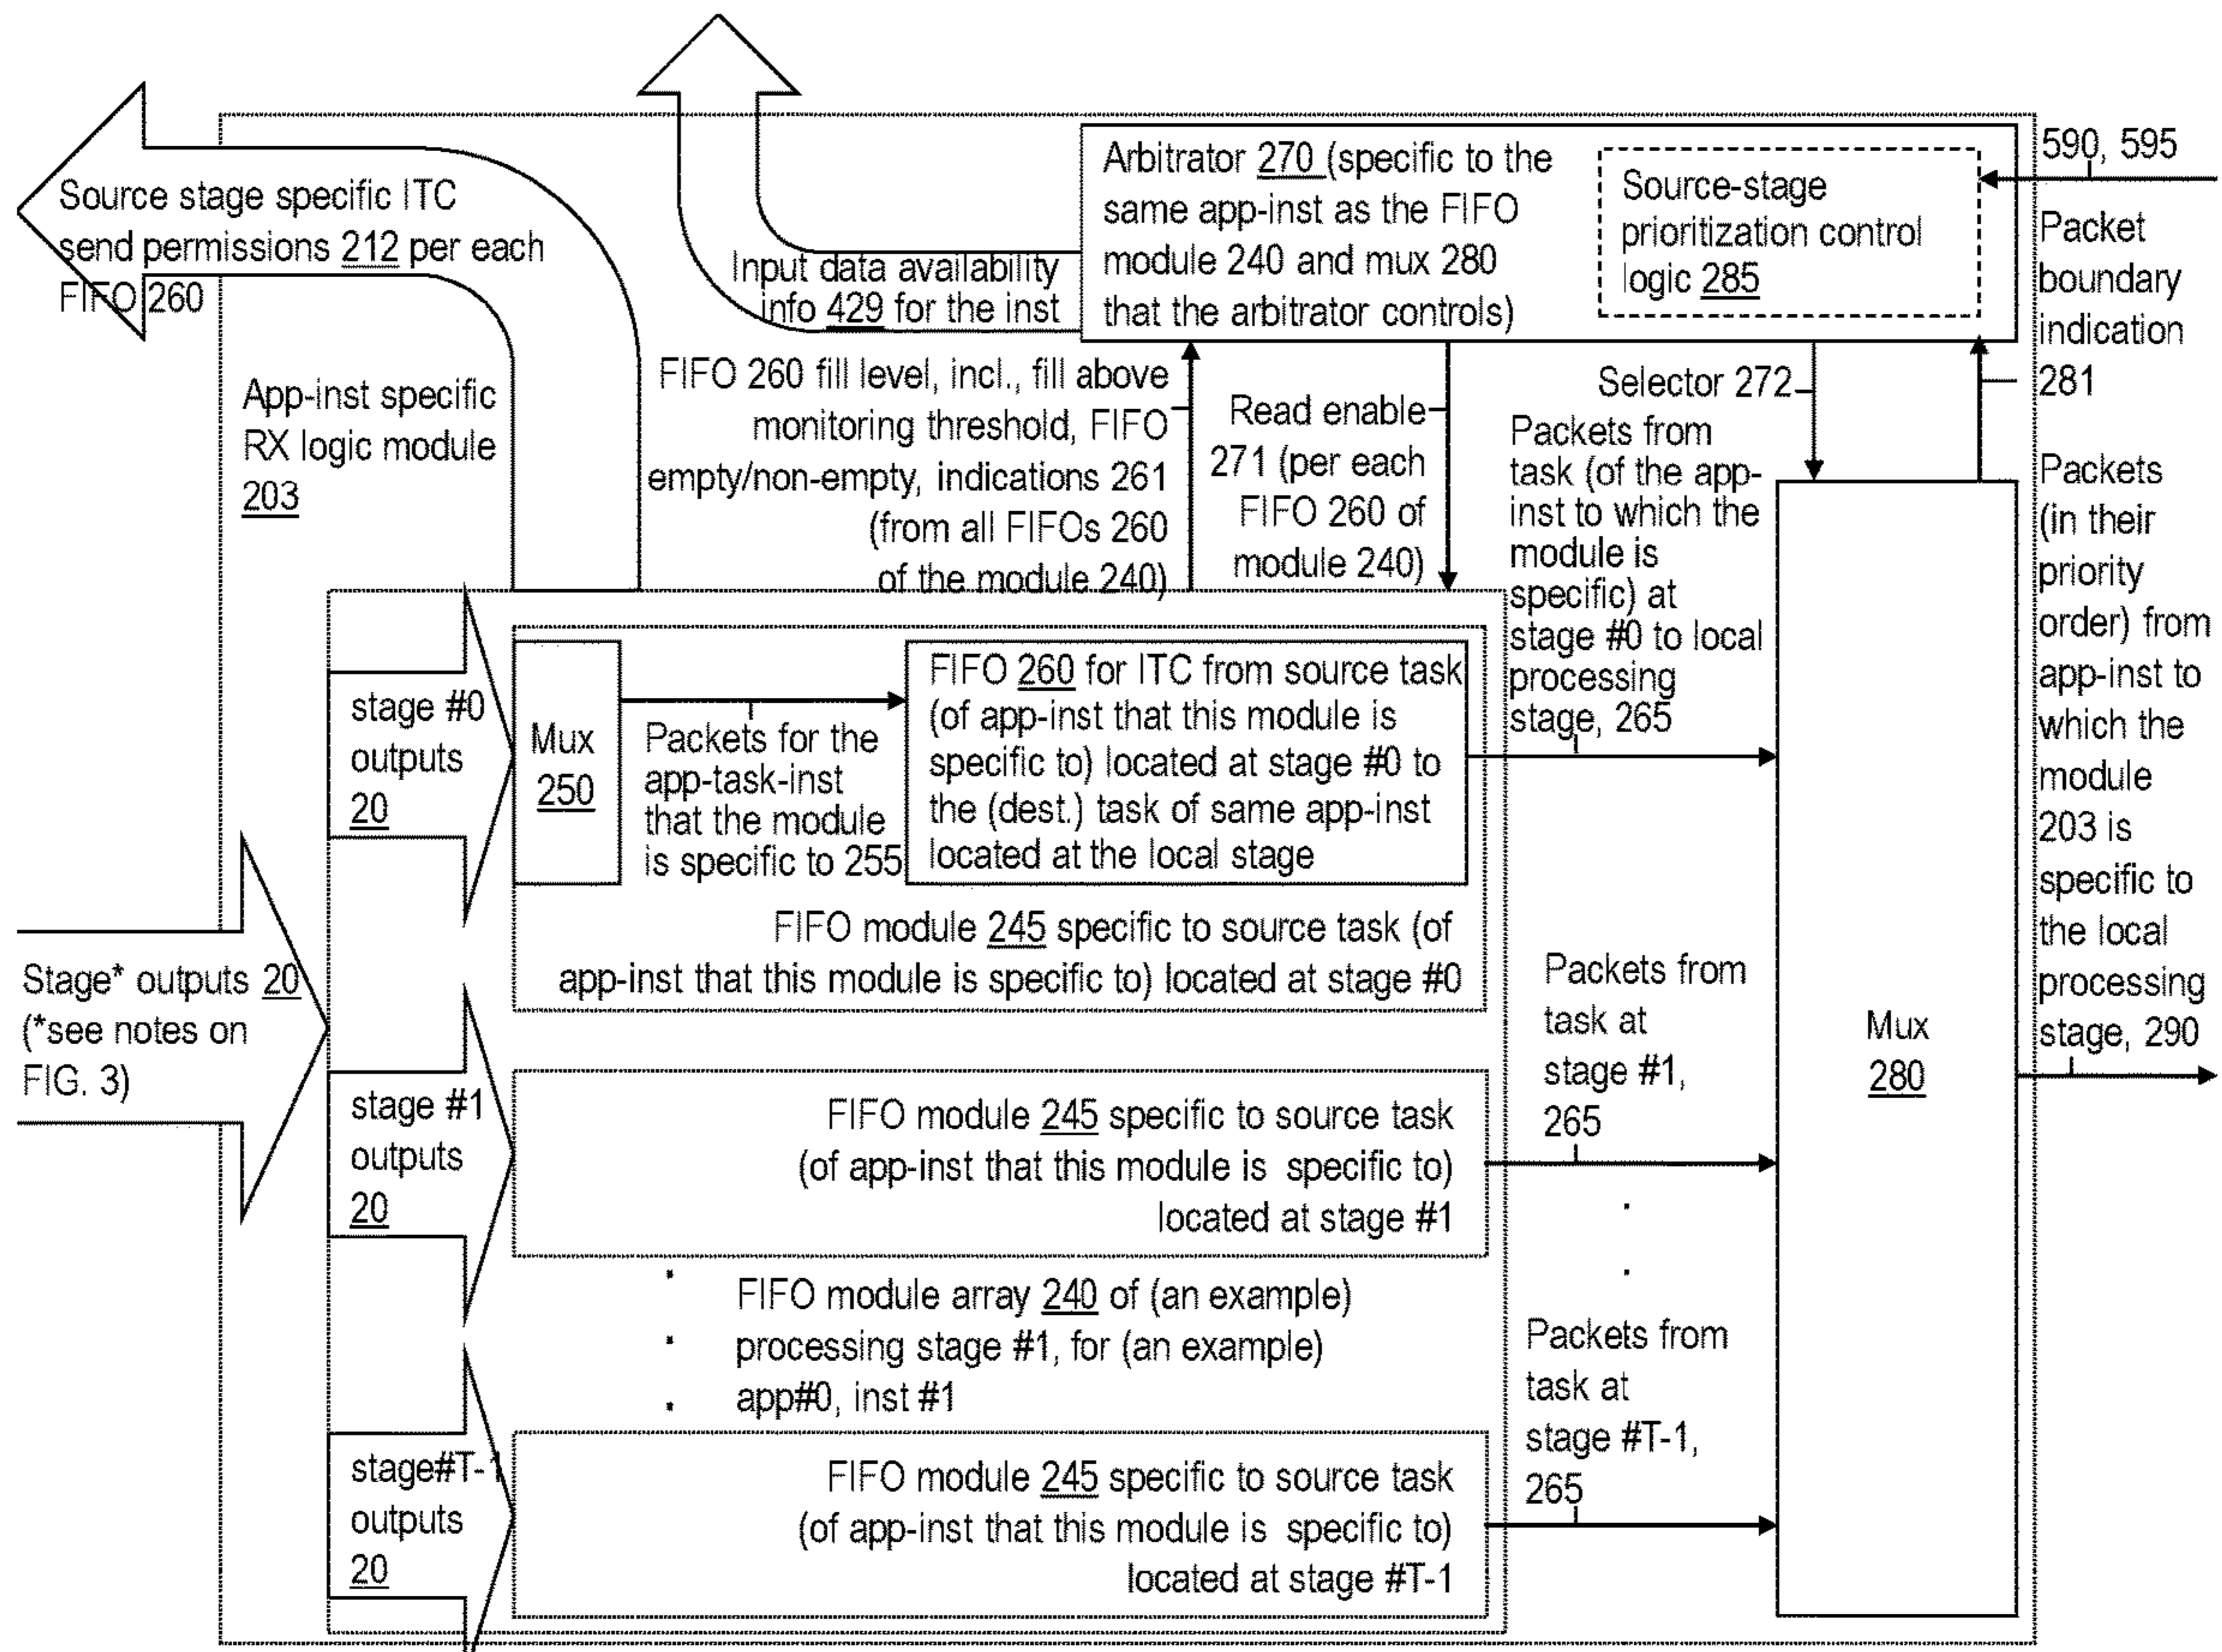 Source stage specific ITC
send permissions 212 per each
FIFO 260
Input data availability
info 429 for the inst
Arbitrator 270 (specific to the
same app-inst as the FIFO
module 240 and mux 280
that the arbitrator controls)
Source-stage
prioritization control
logic 285
590, 595
Packet
boundary
indication
281
App-inst specific
RX logic module
203
FIFO 260 fill level, incl., fill above
monitoring threshold, FIFO
empty/non-empty, indications 261
(from all FIFOs 260
of the module 240)
Read enable
271 (per each
FIFO 260 of
module 240)
Selector 272
Packets from
task (of the app-
inst to which the
module is
specific) at
stage #0 to local
processing
stage, 265
Packets
(in their
priority
order) from
app-inst to
which the
module
203 is
specific to
the local
processing
stage, 290
stage #0
outputs
20
Mux
250
Packets for the
app-task-inst
that the module
is specific to 255
FIFO 260 for ITC from source task
(of app-inst that this module is
specific to) located at stage #0 to
the (dest.) task of same app-inst
located at the local stage
FIFO module 245 specific to source task (of
app-inst that this module is specific to) located at stage #0
Stage* outputs 20
(*see notes on
FIG. 3)
stage #1
outputs
20
FIFO module 245 specific to source task
(of app-inst that this module is specific to)
located at stage #1
Packets from
task at
stage #1,
265
Mux
280
FIFO module array 240 of (an example)
processing stage #1, for (an example)
app#0, inst #1
stage#T-1
outputs
20
FIFO module 245 specific to source task
(of app-inst that this module is specific to)
located at stage #T-1
Packets from
task at
stage #T-1,
265